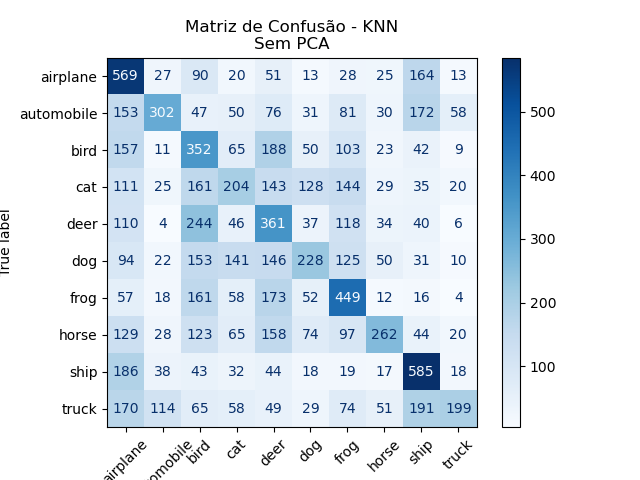 Matriz de Confusão - KNN
Sem PCA
True label
airplane 569 27 90 20 51 13 28 25 164 13
automobile 153 302 47 50 76 31 81 30 172 58
bird 157 11 352 65 188 50 103 23 42 9
cat 111 25 161 204 143 128 144 29 35 20
deer 110 4 244 46 361 37 118 34 40 6
dog 94 22 153 141 146 228 125 50 31 10
frog 57 18 161 58 173 52 449 12 16 4
horse 129 28 123 65 158 74 97 262 44 20
ship 186 38 43 32 44 18 19 17 585 18
truck 170 114 65 58 49 29 74 51 191 199
airplane omobile bird cat deer dog frog horse ship truck
500
400
300
200
100